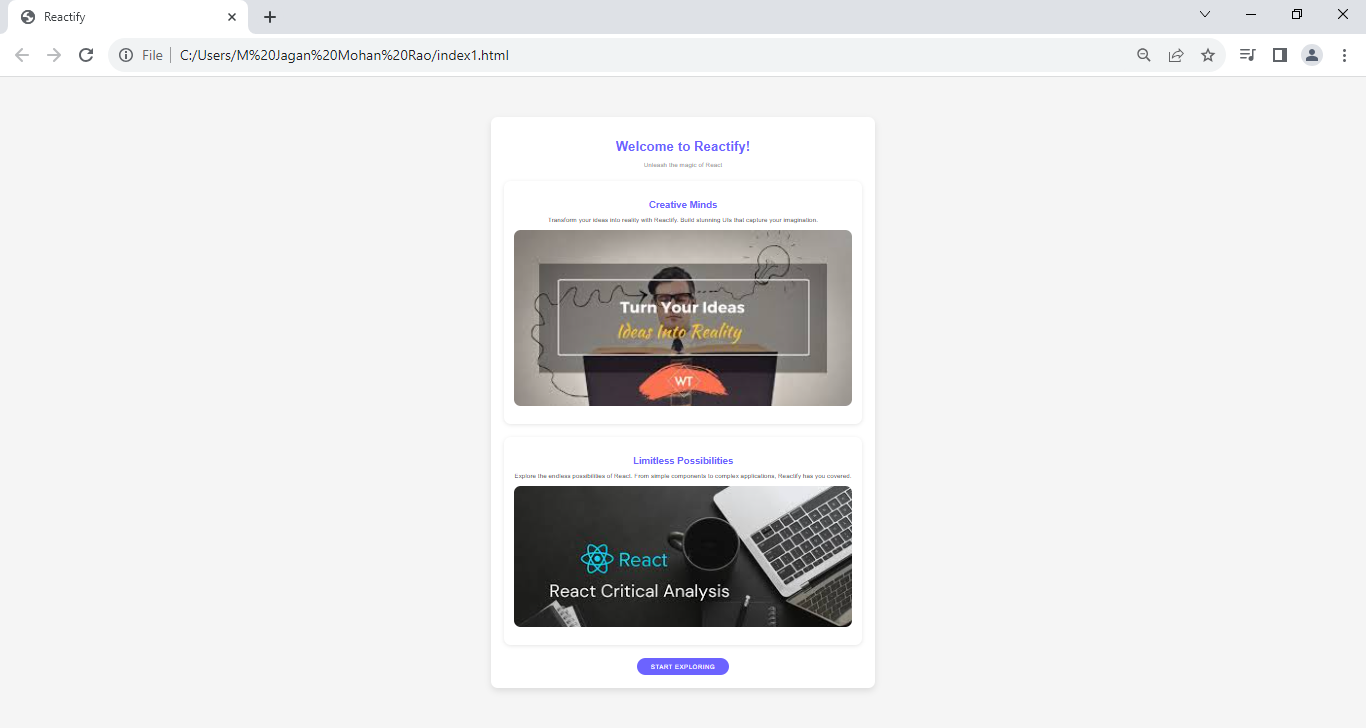 Reactify
File
C:/Users/M%20Jagan%20Mohan%20Rao/index1.html
Welcome to Reactify!
Unleash the magic of React
Creative Minds
Transform your ideas into reality with Reactify. Build stunning UIs that capture your imagination.
Turn Your Ideas
Ideas Into Reality
WT
Limitless Possibilities
Explore the endless possibilities of React. From simple components to complex applications, Reactify has you covered.
React
React Critical Analysis
START EXPLORING